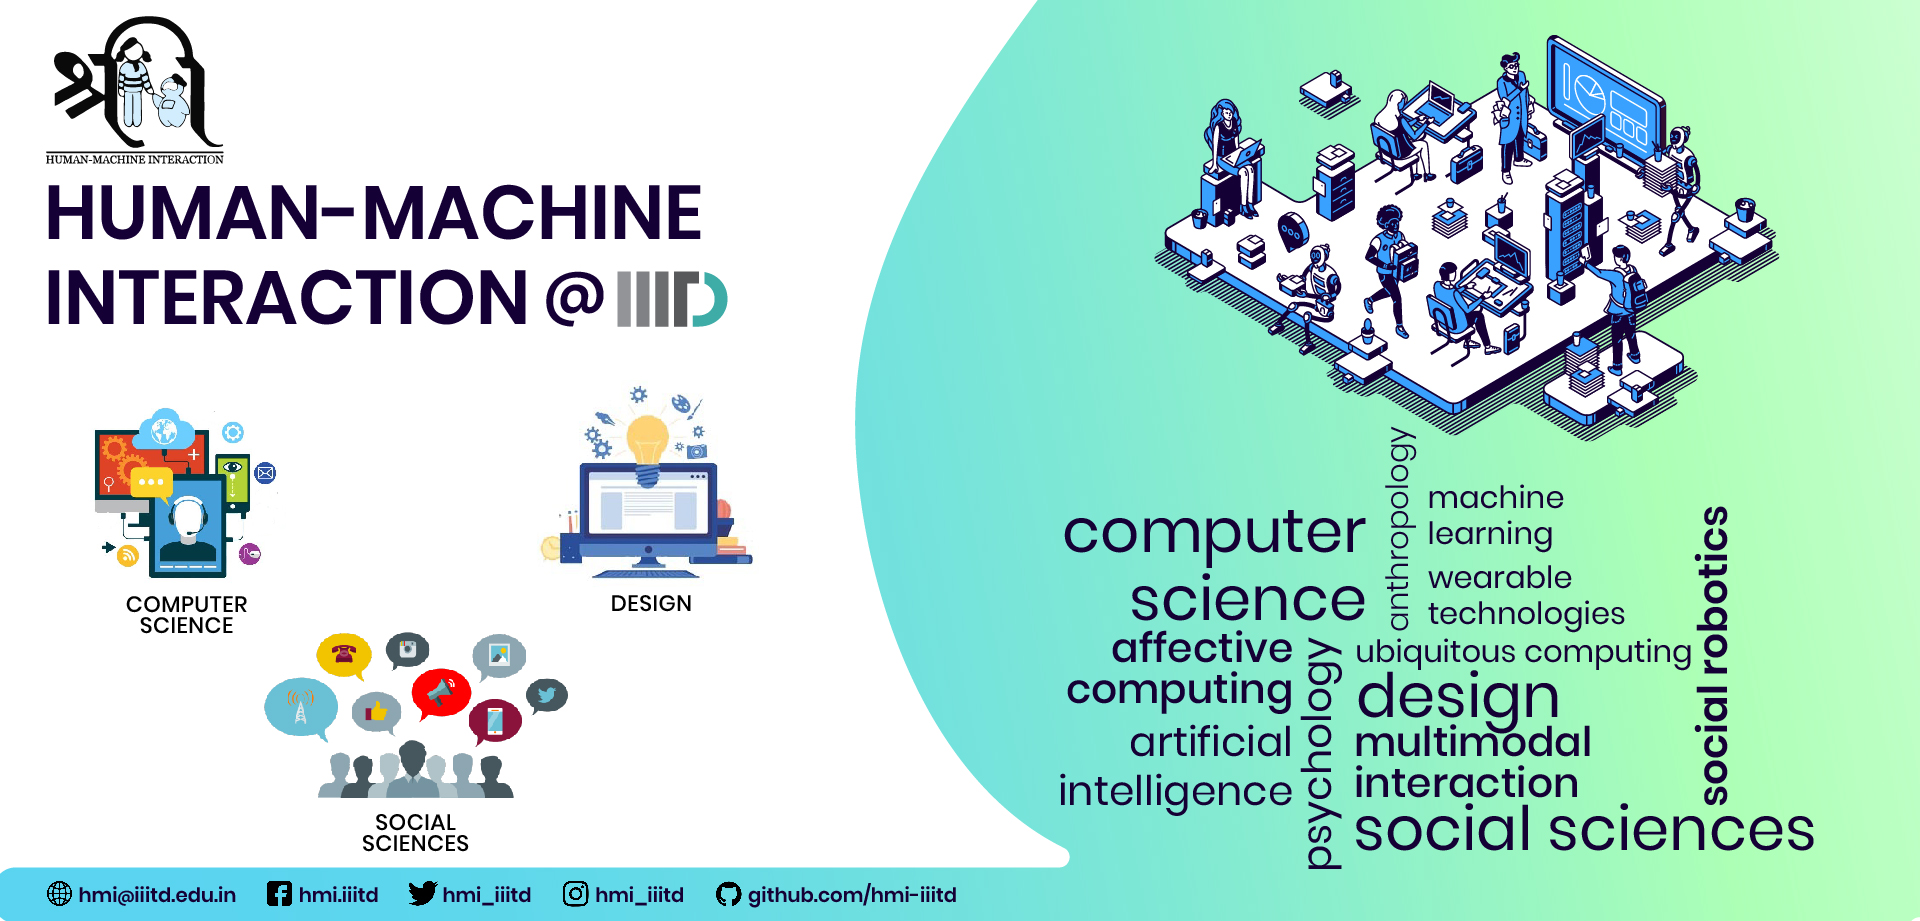 श्री
HUMAN-MACHINE INTERACTION
HUMAN-MACHINE
INTERACTION @ IIITD
COMPUTER
SCIENCE
DESIGN
SOCIAL
SCIENCES
computer
science
anthropology
machine
learning
wearable
technologies
affective
computing
ubiquitous computing
social robotics
design
psychology
artificial
intelligence
multimodal
interaction
social sciences
hmi@iiitd.edu.in hmi.iiitd hmi_iiitd hmi_iiitd github.com/hmi-iiitd